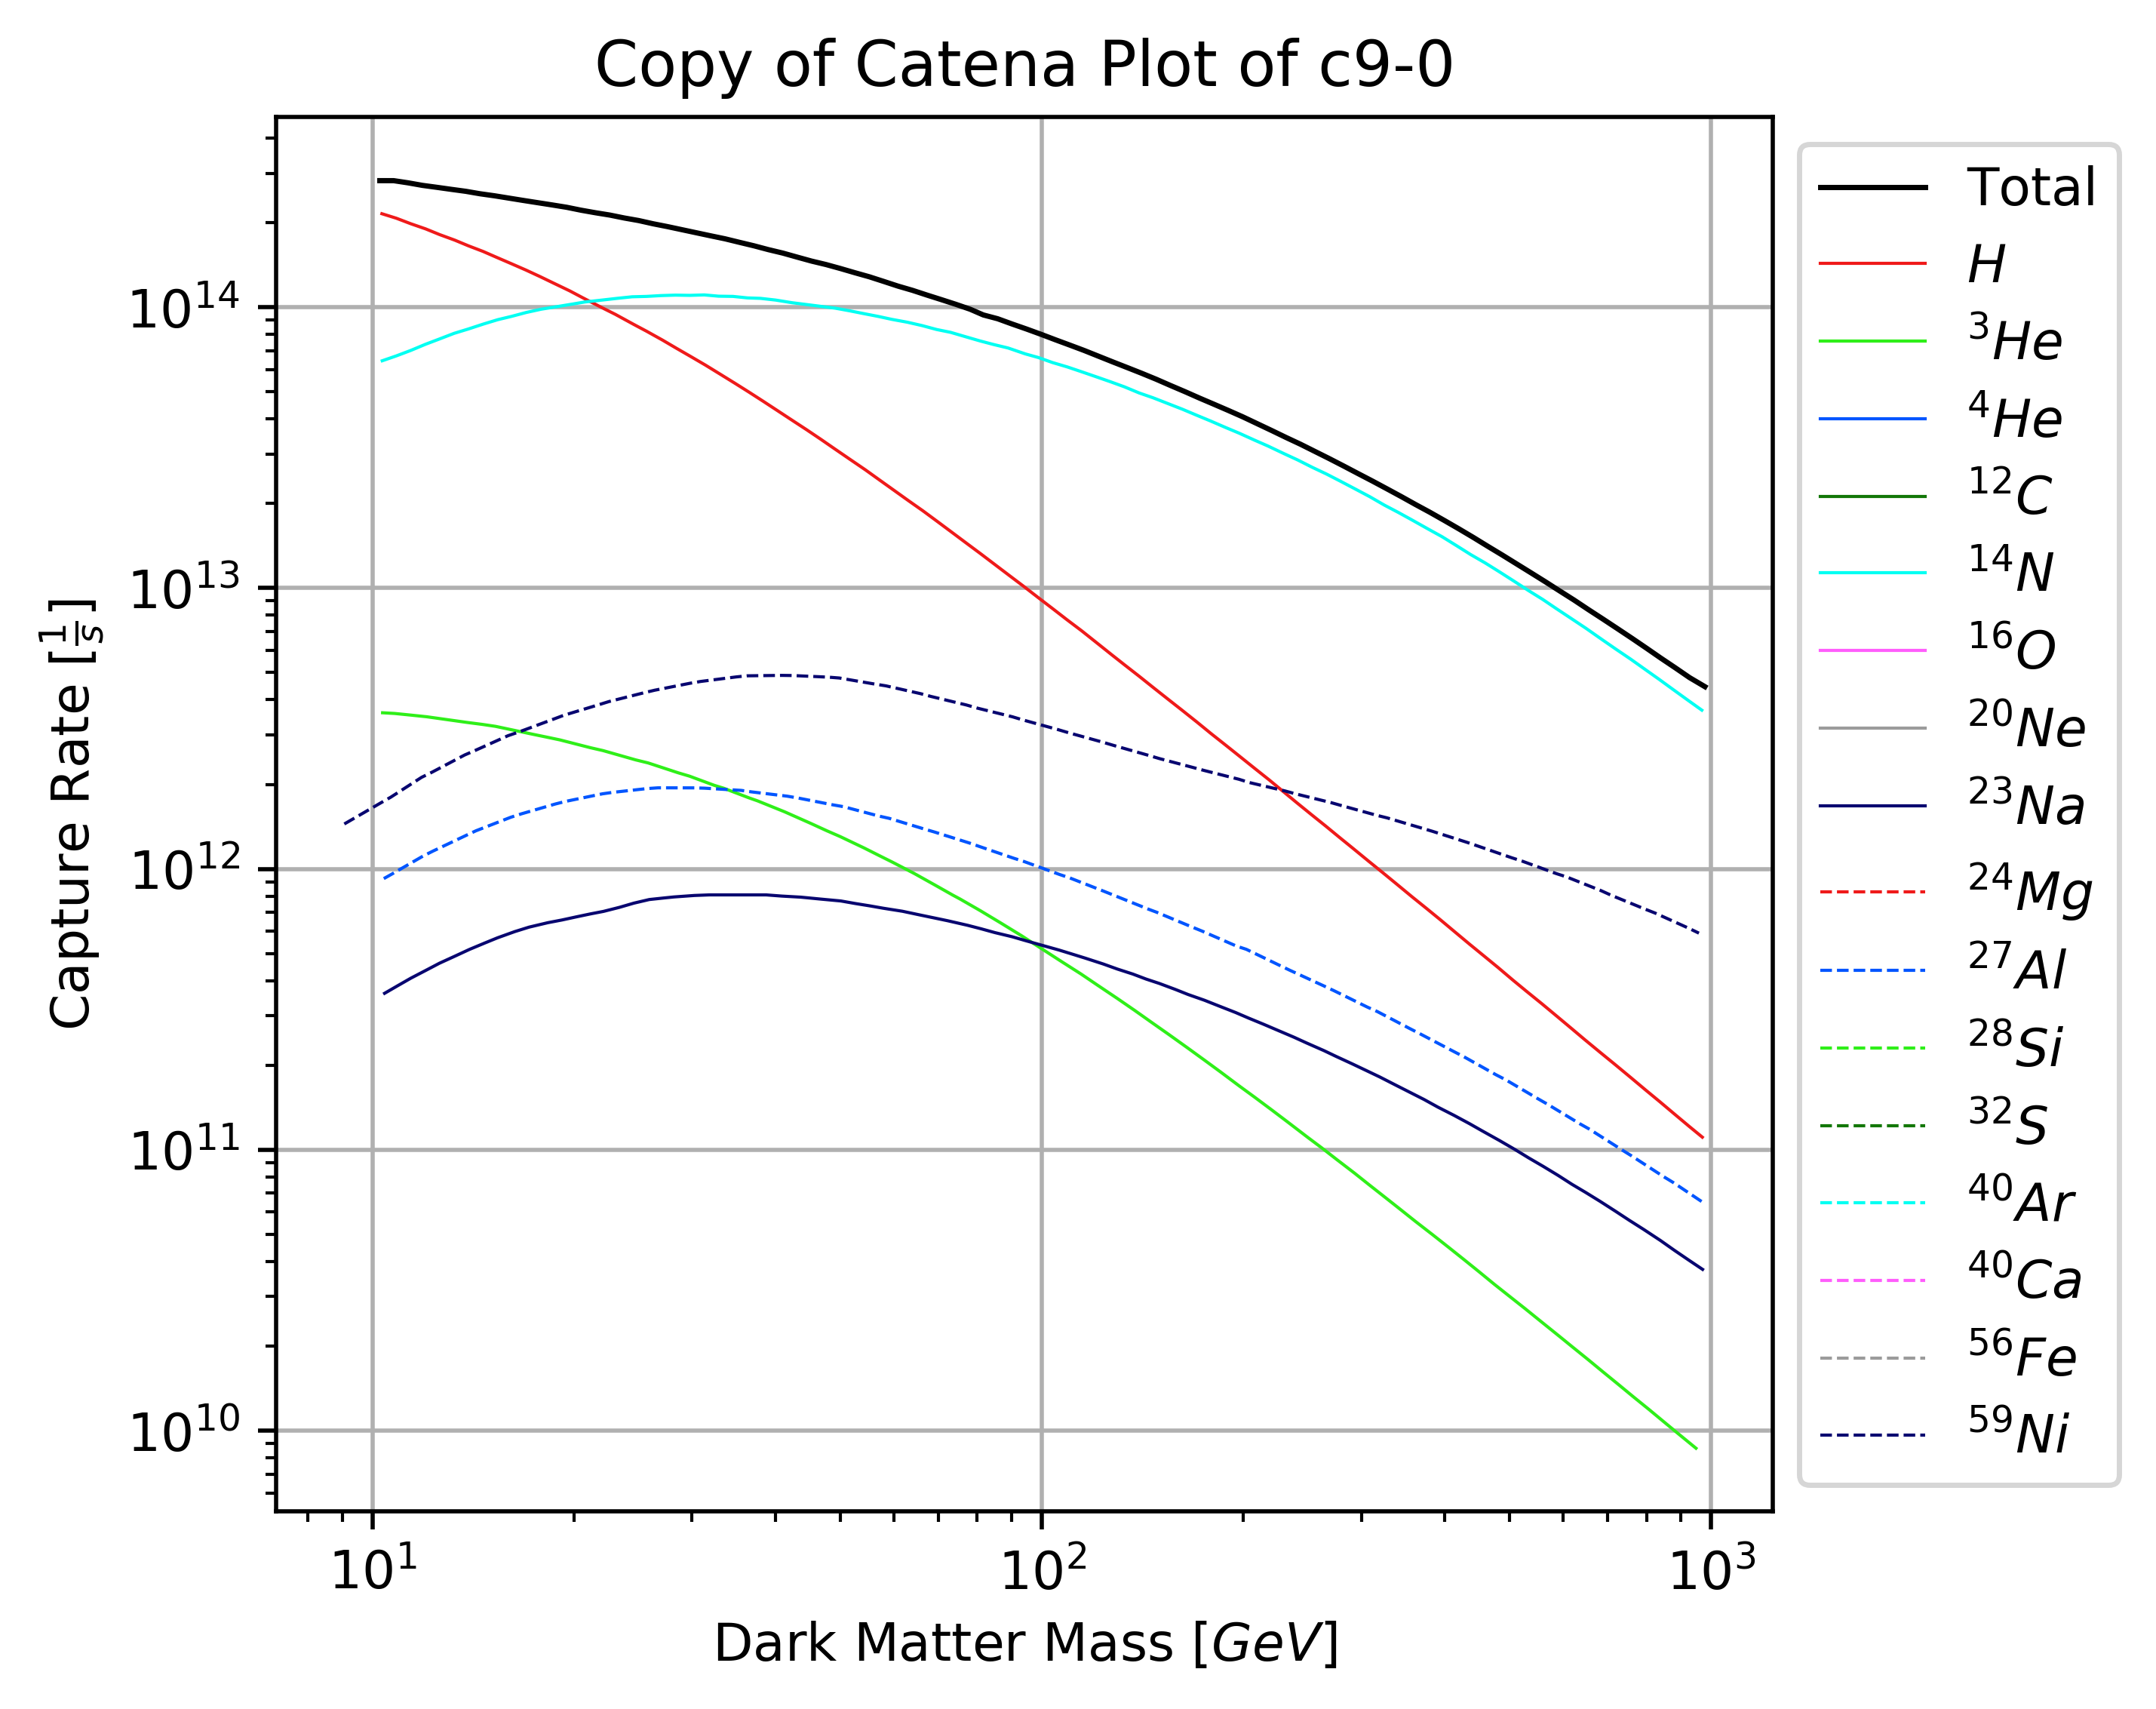 Copy of Catena Plot of c9-0
Capture Rate [1/s]
10^14
10^13
10^12
10^11
10^10
10^1
10^2
10^3
Dark Matter Mass [GeV]
Total
H
^3He
^4He
^12C
^14N
^16O
^20Ne
^23Na
^24Mg
^27Al
^28Si
^32S
^40Ar
^40Ca
^56Fe
^59Ni